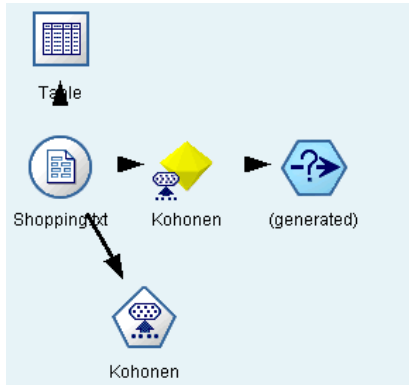 Table
Shopping.txt
Kohonen
(generated)
Kohonen